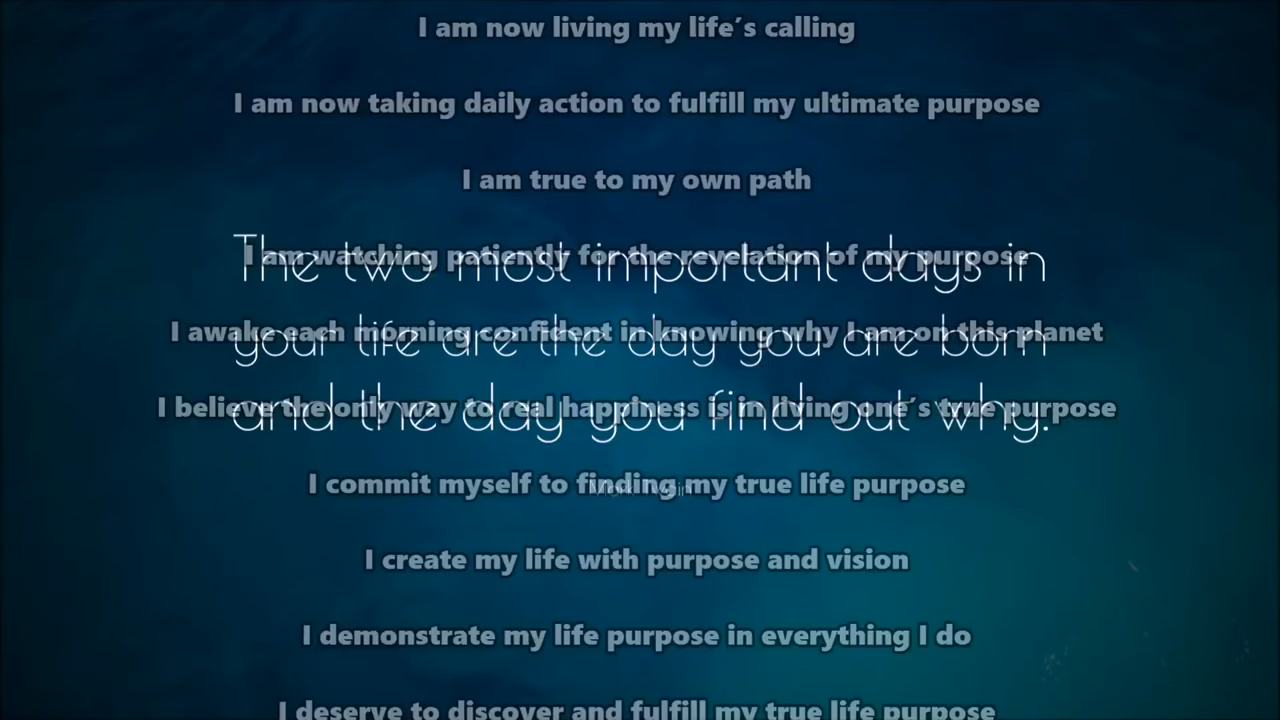 I am now living my life´s calling
I am now taking daily action to fulfill my ultimate purpose
I am true to my own path
I am watching patiently for the revelation of my purpose
The two most important days in
I awake each morning confident in knowing why I am on this planet
your life are the day you are born
I believe the only way to real happiness is in living one´s true purpose
and the day you find out why.
I commit myself to finding my true life purpose
Mark Twain
I create my life with purpose and vision
I demonstrate my life purpose in everything I do
I deserve to discover and fulfill my true life purpose